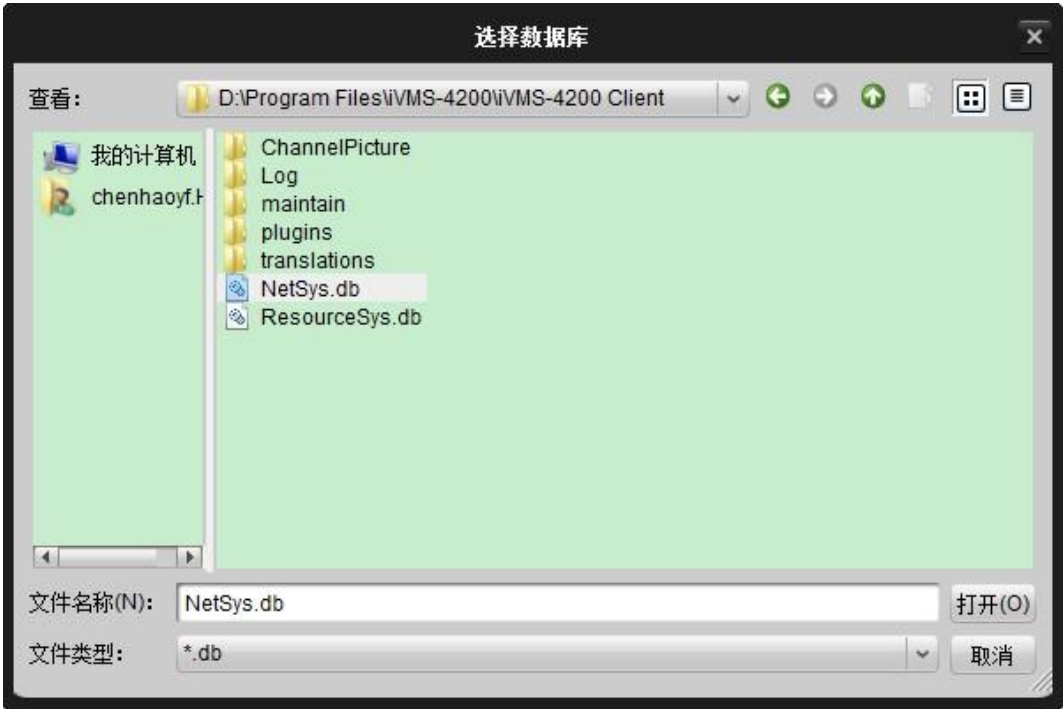 选择数据库
查看：
D:\Program Files\iVMS-4200\iVMS-4200 Client
我的计算机
chenhaoyf.H
ChannelPicture
Log
maintain
plugins
translations
NetSys.db
ResourceSys.db
文件名称(N)：
NetSys.db
打开(O)
文件类型：
*.db
取消